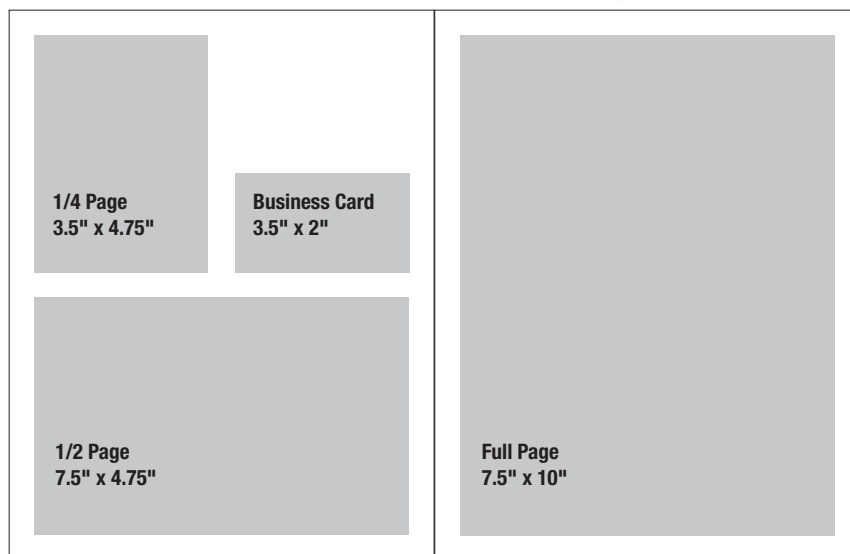 1/4 Page
3.5" x 4.75"
Business Card
3.5" x 2"
1/2 Page
7.5" x 4.75"
Full Page
7.5" x 10"